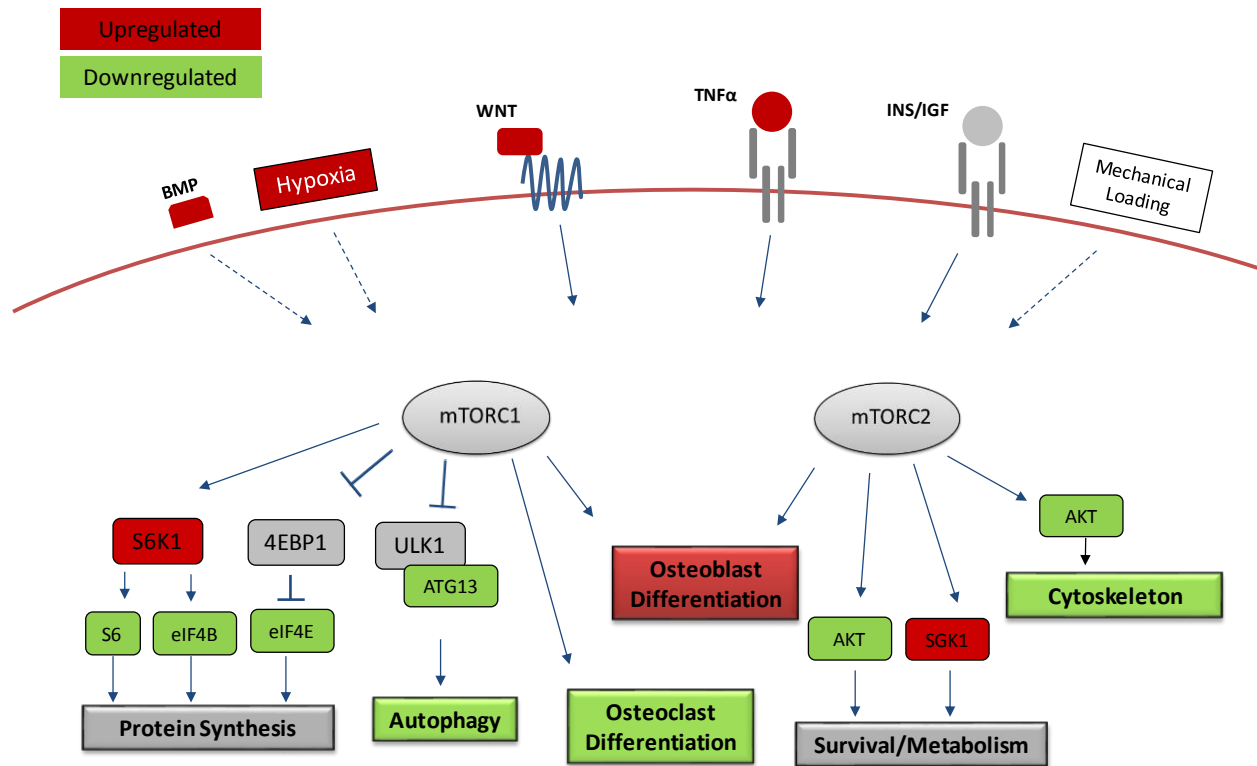 Upregulated
Downregulated
BMP
Hypoxia
WNT
TNFα
INS/IGF
Mechanical
Loading
mTORC1
mTORC2
S6K1
4EBP1
ULK1
ATG13
AKT
S6
eIF4B
eIF4E
Osteoblast
Differentiation
Cytoskeleton
AKT
SGK1
Protein Synthesis
Autophagy
Osteoclast
Differentiation
Survival/Metabolism